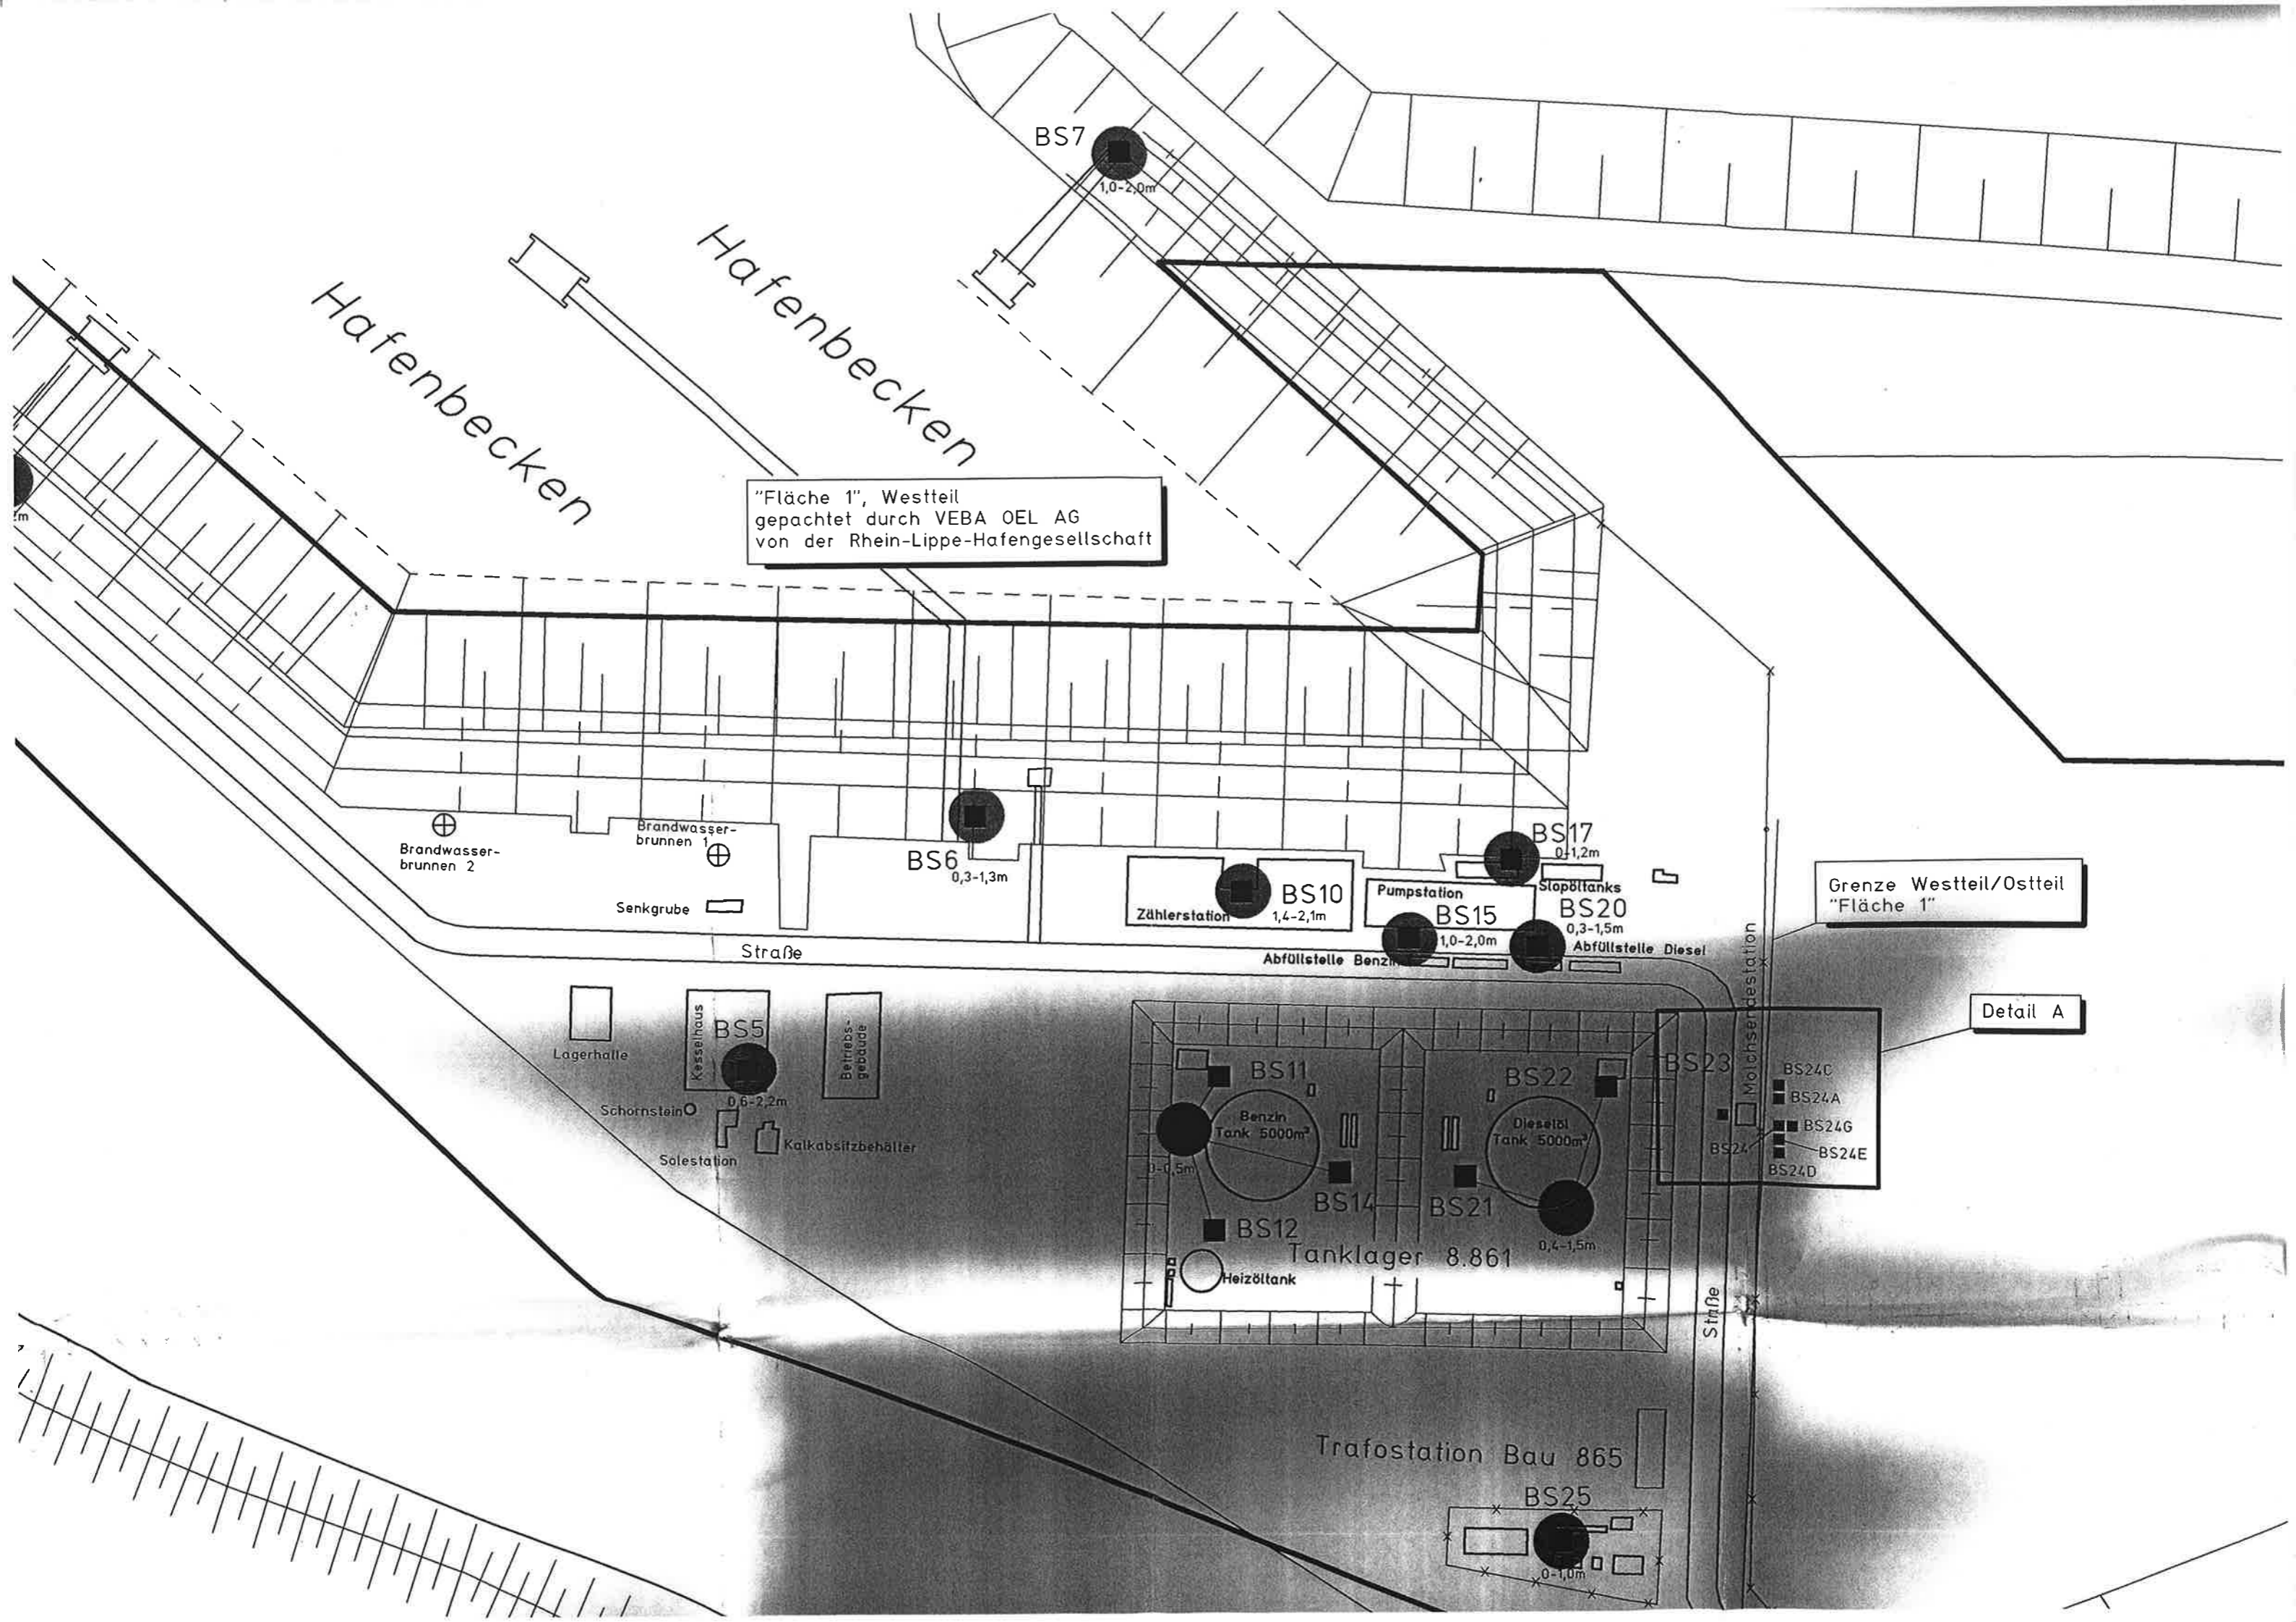 BS7
1,0-2,0m
Hafenbecken
Hafenbecken
"Fläche 1", Westteil
gepachtet durch VEBA OEL AG
von der Rhein-Lippe-Hafengesellschaft
Brandwasser-
brunnen 2
Brandwasser-
brunnen 1
Senkgrube
BS6
0,3-1,3m
Zählerstation
BS10
1,4-2,1m
BS17
0-1,2m
Slopöltanks
Pumpstation
BS15
1,0-2,0m
BS20
0,3-1,5m
Abfüllstelle Diesel
Abfüllstelle Benzin
Straße
Grenze Westteil/Ostteil
"Fläche 1"
Detail A
Molchsendestation
Lagerhalle
Kesselhaus
BS5
0,6-2,2m
Betriebs-
gebäude
Schornstein
Solestation
Kalkabsitzbehälter
BS11
Benzin
Tank 5000m³
0-0,5m
BS14
BS12
Heizöltank
BS22
Dieselöl
Tank 5000m³
BS21
0,4-1,5m
Tanklager 8.861
BS23
BS24C
BS24A
BS24G
BS24
BS24E
BS24D
Straße
Trafostation Bau 865
BS25
0-1,0m